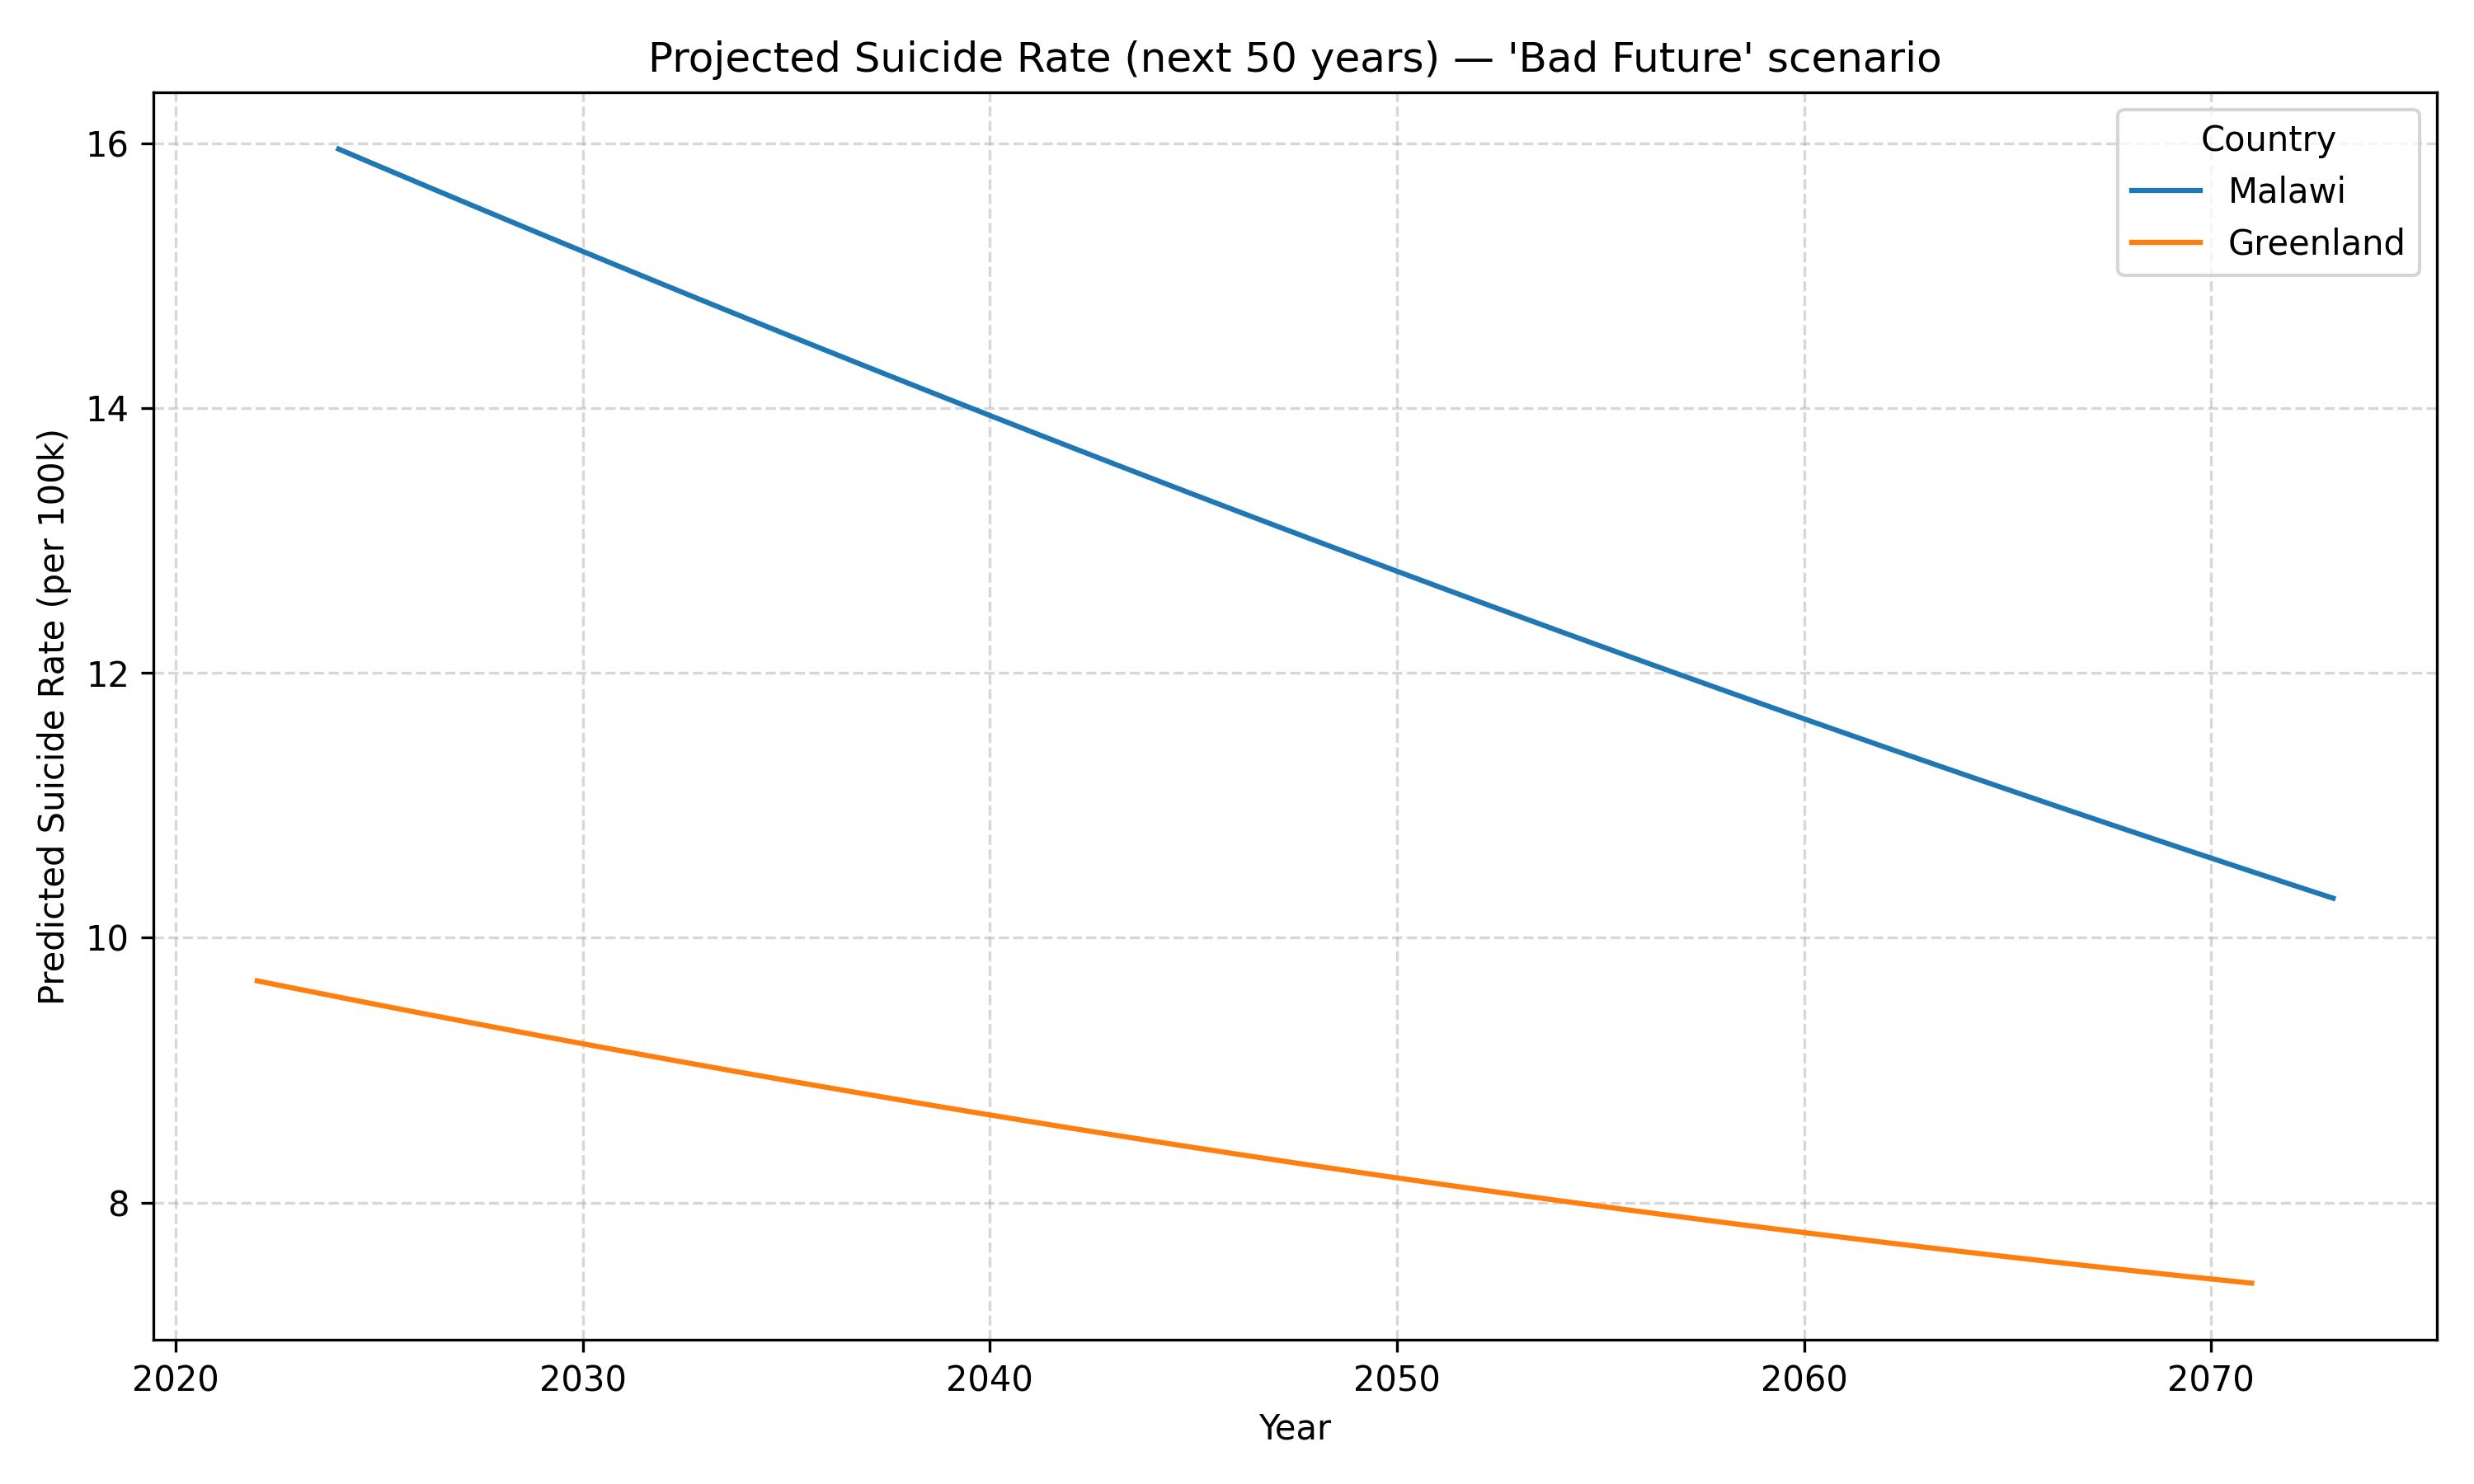 Projected Suicide Rate (next 50 years) — 'Bad Future' scenario
Country
Malawi
Greenland
Predicted Suicide Rate (per 100k)
16
14
12
10
8
2020
2030
2040
2050
2060
2070
Year